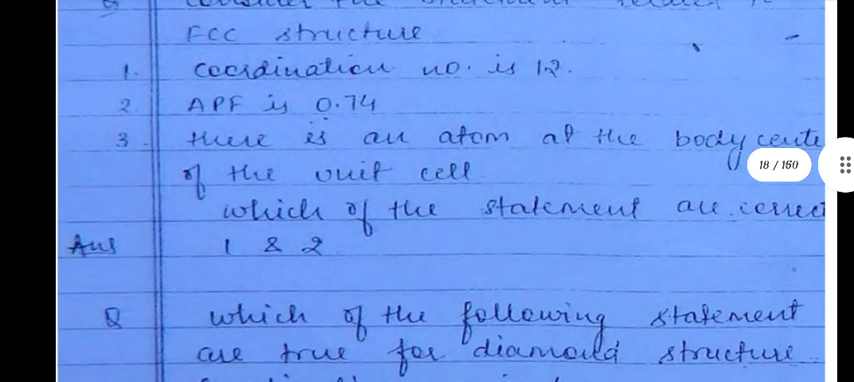 FCC structure
1. coordination no. is 12.
2. APF is 0.74
3. there is an atom at the body cente
18 / 150
of the unit cell.
which of the statement are correct
Ans 1 & 2
Q which of the following statement
are true for diamond structure